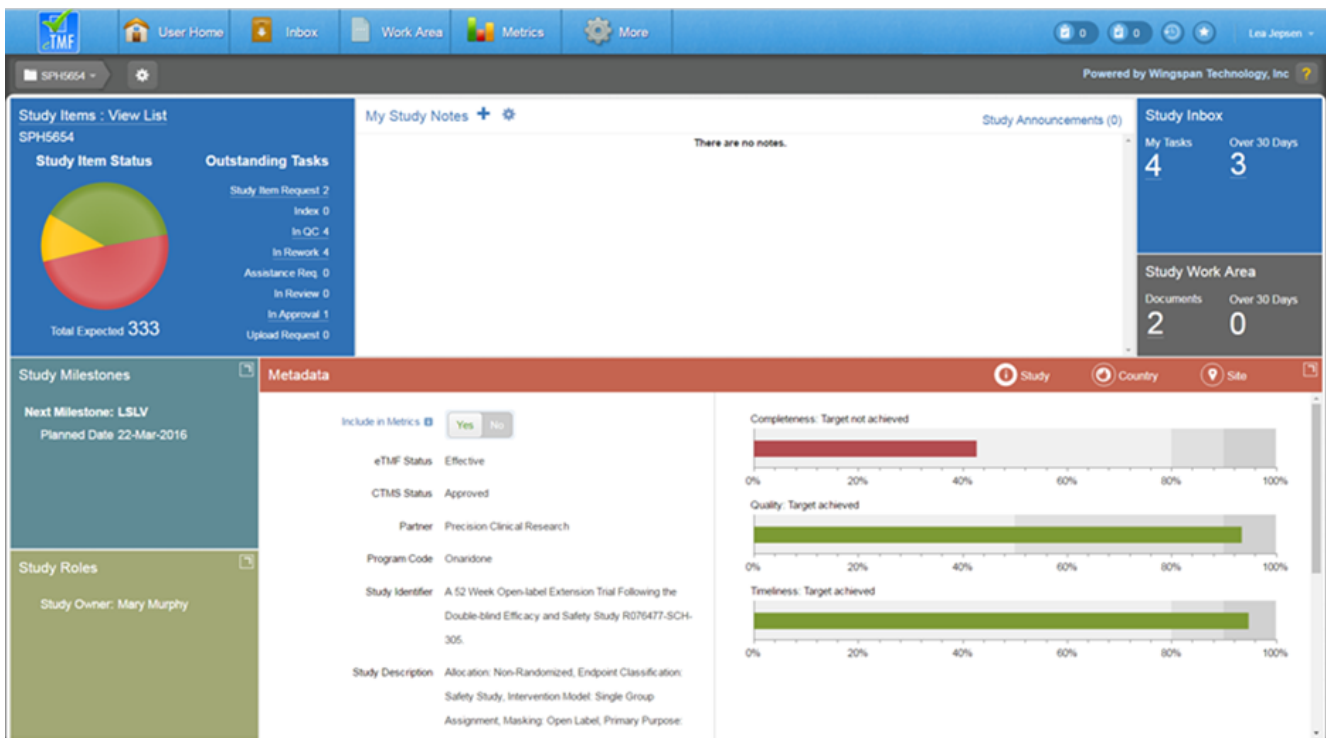 eTMF
User Home
Inbox
Work Area
Metrics
More
0
0
Lea Jepsen
SPH5654
Powered by Wingspan Technology, Inc ?
Study Items : View List
SPH5654
Study Item Status
Outstanding Tasks
Study Item Request 2
Index 0
In QC 4
In Rework 4
Assistance Req. 0
In Review 0
In Approval 1
Upload Request 0
Total Expected 333
My Study Notes
Study Announcements (0)
There are no notes.
Study Inbox
My Tasks Over 30 Days
4 3
Study Work Area
Documents Over 30 Days
2 0
Study Milestones
Next Milestone: LSLV
Planned Date 22-Mar-2016
Study Roles
Study Owner: Mary Murphy
Metadata
Study
Country
Site
Include in Metrics
Yes No
eTMF Status Effective
CTMS Status Approved
Partner Precision Clinical Research
Program Code Onaridone
Study Identifier A 52 Week Open-label Extension Trial Following the
Double-blind Efficacy and Safety Study R076477-SCH-
305.
Study Description Allocation: Non-Randomized, Endpoint Classification:
Safety Study, Intervention Model: Single Group
Assignment, Masking: Open Label, Primary Purpose:
Completeness: Target not achieved
0% 20% 40% 60% 80% 100%
Quality: Target achieved
0% 20% 40% 60% 80% 100%
Timeliness: Target achieved
0% 20% 40% 60% 80% 100%